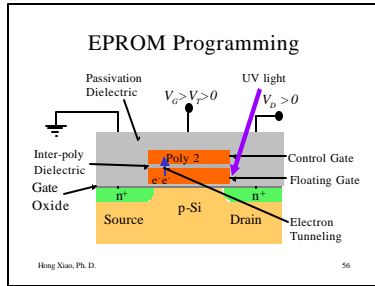 EPROM Programming
Passivation
Dielectric
UV light
V_G>V_T>0
V_D >0
Inter-poly
Dielectric
Poly 2
Control Gate
Floating Gate
e- e-
Gate
Oxide
n+
n+
p-Si
Source
Drain
Electron
Tunneling
Hong Xiao, Ph. D.
56